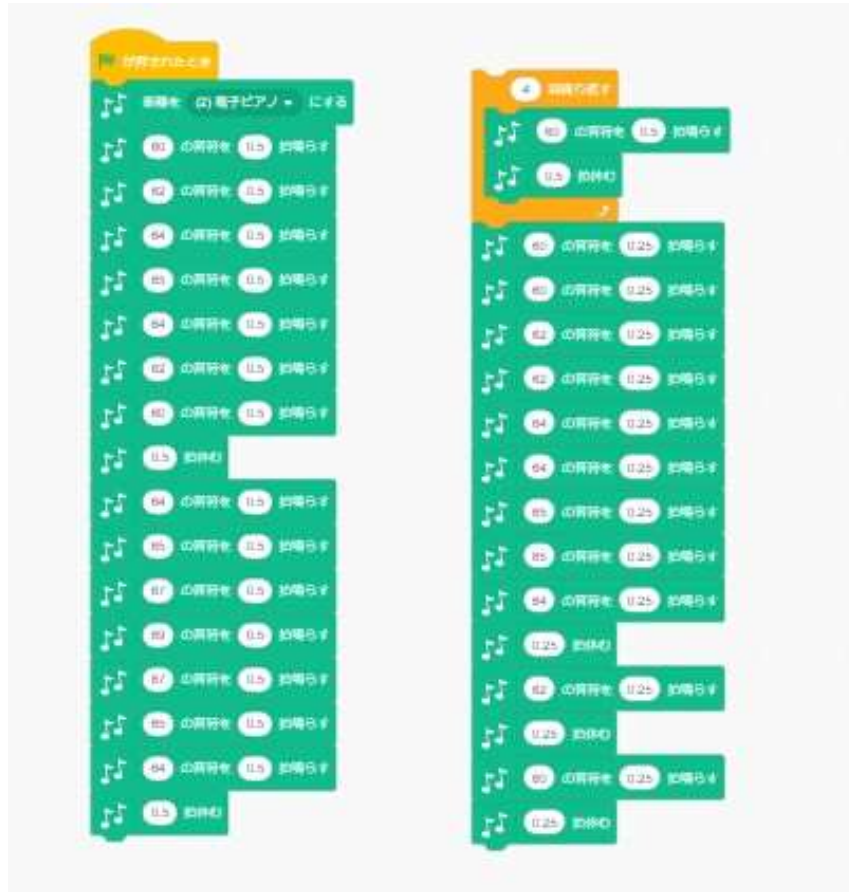 が押されたとき
楽器を (2) 電子ピアノ にする
60 の音符を 0.5 拍鳴らす
62 の音符を 0.5 拍鳴らす
64 の音符を 0.5 拍鳴らす
65 の音符を 0.5 拍鳴らす
64 の音符を 0.5 拍鳴らす
62 の音符を 0.5 拍鳴らす
60 の音符を 0.5 拍鳴らす
0.5 拍休む
64 の音符を 0.5 拍鳴らす
65 の音符を 0.5 拍鳴らす
67 の音符を 0.5 拍鳴らす
69 の音符を 0.5 拍鳴らす
67 の音符を 0.5 拍鳴らす
65 の音符を 0.5 拍鳴らす
64 の音符を 0.5 拍鳴らす
0.5 拍休む
4 回繰り返す
60 の音符を 0.5 拍鳴らす
0.5 拍休む
60 の音符を 0.25 拍鳴らす
60 の音符を 0.25 拍鳴らす
62 の音符を 0.25 拍鳴らす
62 の音符を 0.25 拍鳴らす
64 の音符を 0.25 拍鳴らす
64 の音符を 0.25 拍鳴らす
65 の音符を 0.25 拍鳴らす
65 の音符を 0.25 拍鳴らす
64 の音符を 0.25 拍鳴らす
0.25 拍休む
62 の音符を 0.25 拍鳴らす
0.25 拍休む
60 の音符を 0.25 拍鳴らす
0.25 拍休む